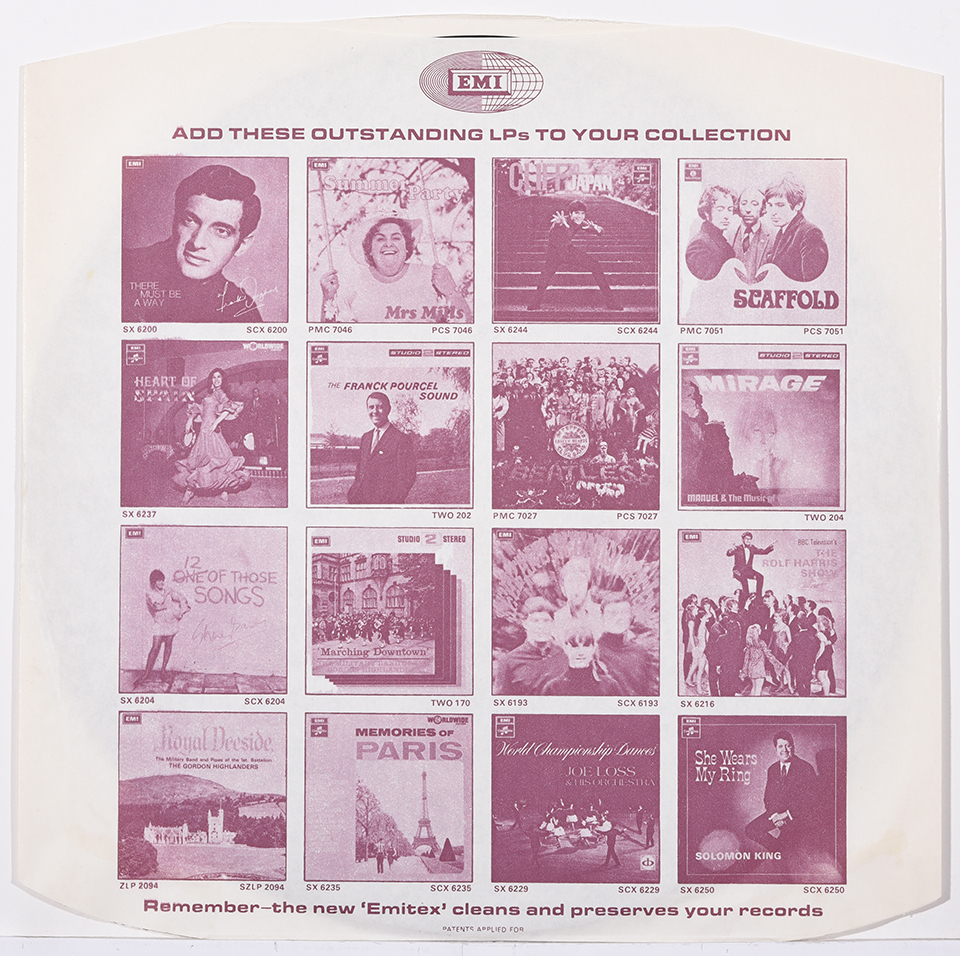 EMI
ADD THESE OUTSTANDING LPs TO YOUR COLLECTION
EMI
THERE
MUST BE
A WAY
SX 6200 SCX 6200
EMI
Summer Party
Mrs Mills
PMC 7046 PCS 7046
CLIFF
JAPAN
EMI
SX 6244 SCX 6244
SCAFFOLD
PMC 7051 PCS 7051
EMI
WORLDWIDE
HEART OF
SPAIN
SX 6237
EMI
STUDIO 2 STEREO
THE FRANCK POURCEL
SOUND
TWO 202
BEATLES
PMC 7027 PCS 7027
EMI
STUDIO 2 STEREO
MiRAGE
MANUEL & The Music of
TWO 204
EMI
12
ONE OF THOSE
SONGS
SX 6204 SCX 6204
EMI
STUDIO 2 STEREO
'Marching Downtown'
TWO 170
EMI
SX 6193 SCX 6193
EMI
BBC Television's
THE
ROLF HARRIS
SHOW
SX 6216
EMI
Royal Deeside
The Military Band and Pipes of the 1st. Battalion
THE GORDON HIGHLANDERS
ZLP 2094 SZLP 2094
EMI
WORLDWIDE
MEMORIES OF
PARIS
SX 6235 SCX 6235
EMI
World Championship Dances
JOE LOSS
& HIS ORCHESTRA
SX 6229 SCX 6229
EMI
She Wears
My Ring
SOLOMON KING
SX 6250 SCX 6250
Remember—the new 'Emitex' cleans and preserves your records
PATENTS APPLIED FOR